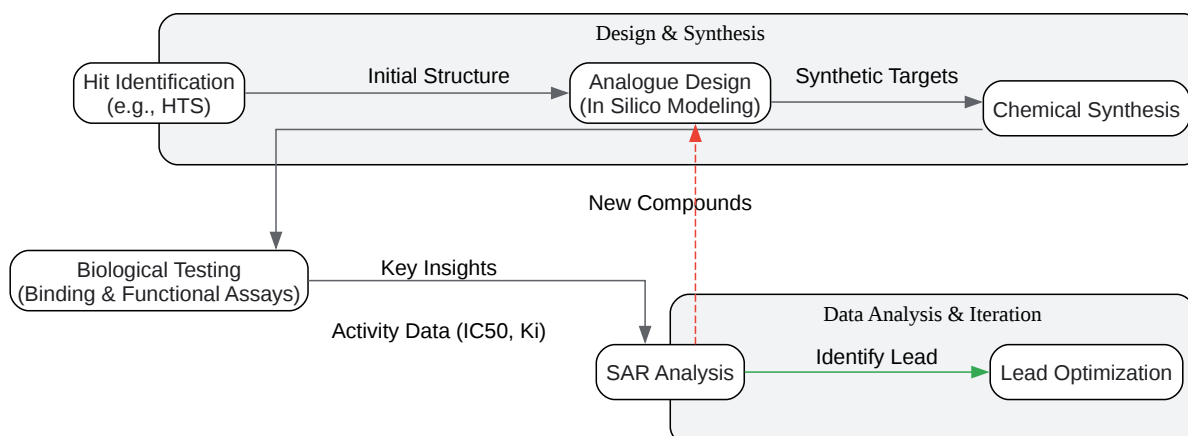 Design & Synthesis
Hit Identification
(e.g., HTS)
Initial Structure
Analogue Design
(In Silico Modeling)
Synthetic Targets
Chemical Synthesis
New Compounds
Biological Testing
(Binding & Functional Assays)
Key Insights
Activity Data (IC50, Ki)
Data Analysis & Iteration
SAR Analysis
Identify Lead
Lead Optimization